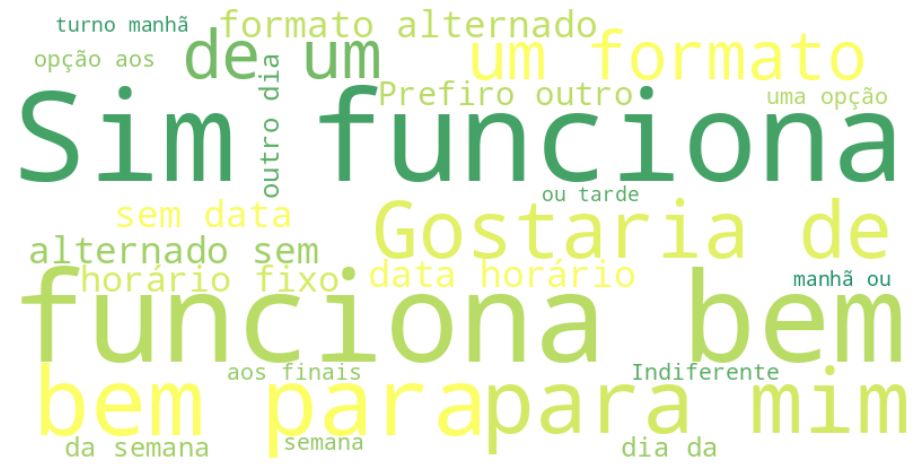 turno manhã
formato alternado
opção aos
de um
um formato
outro dia
Prefiro outro
uma opção
Sim funciona
ou tarde
sem data
Gostaria de
alternado sem
horário fixo
data horário
manhã ou
funciona bem
aos finais
Indiferente
bem para
para mim
da semana
semana
dia da